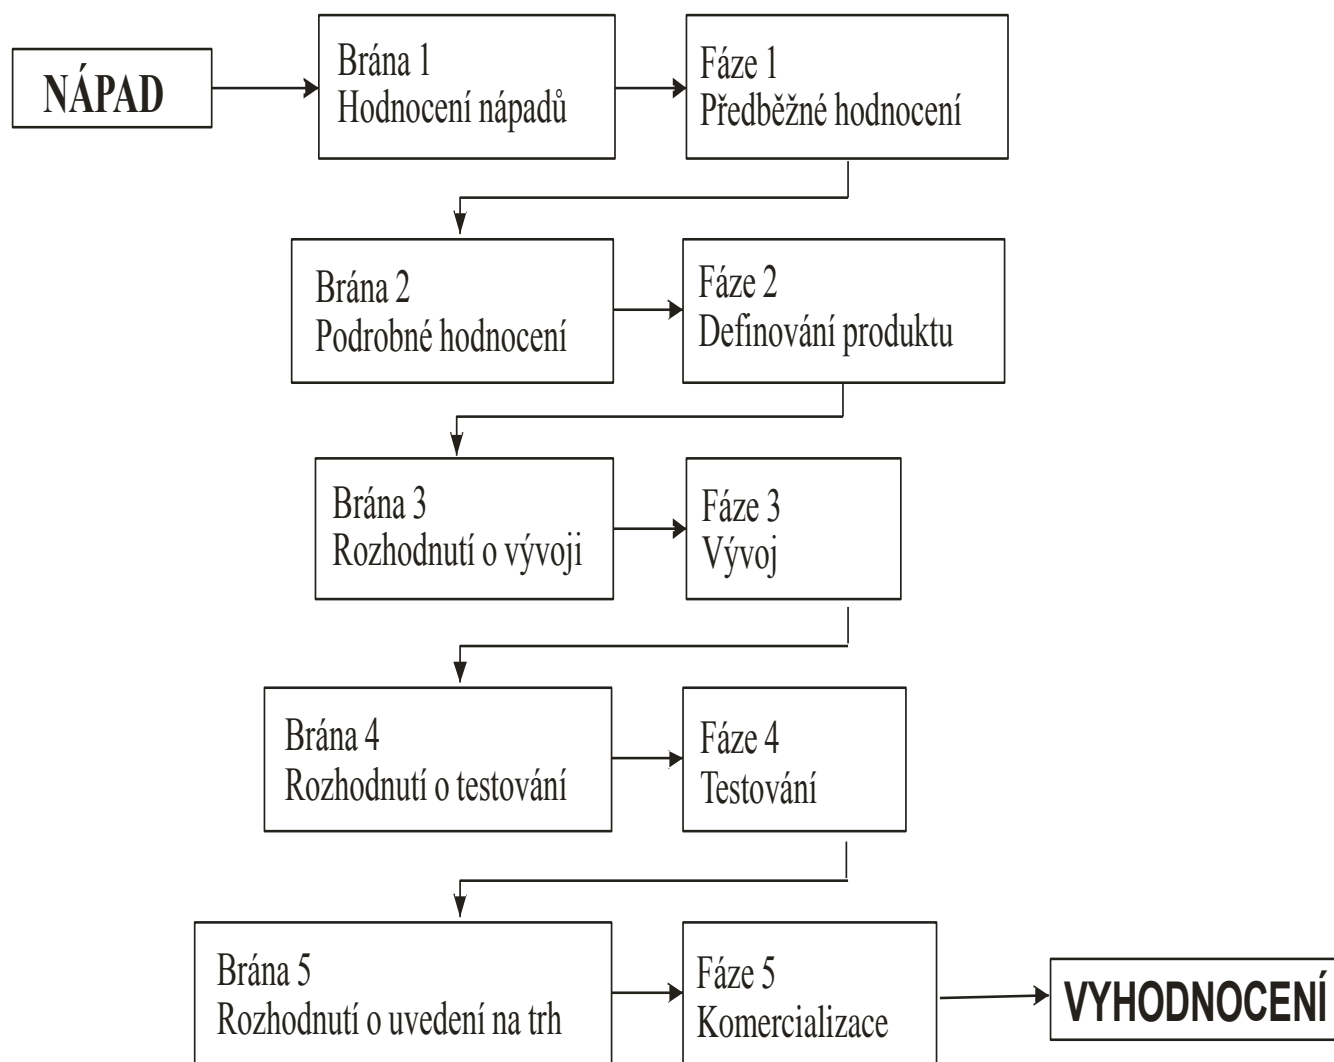 NÁPAD
Brána 1
Hodnocení nápadů
Fáze 1
Předběžné hodnocení
Brána 2
Podrobné hodnocení
Fáze 2
Definování produktu
Brána 3
Rozhodnutí o vývoji
Fáze 3
Vývoj
Brána 4
Rozhodnutí o testování
Fáze 4
Testování
Brána 5
Rozhodnutí o uvedení na trh
Fáze 5
Komercializace
VYHODNOCENÍ